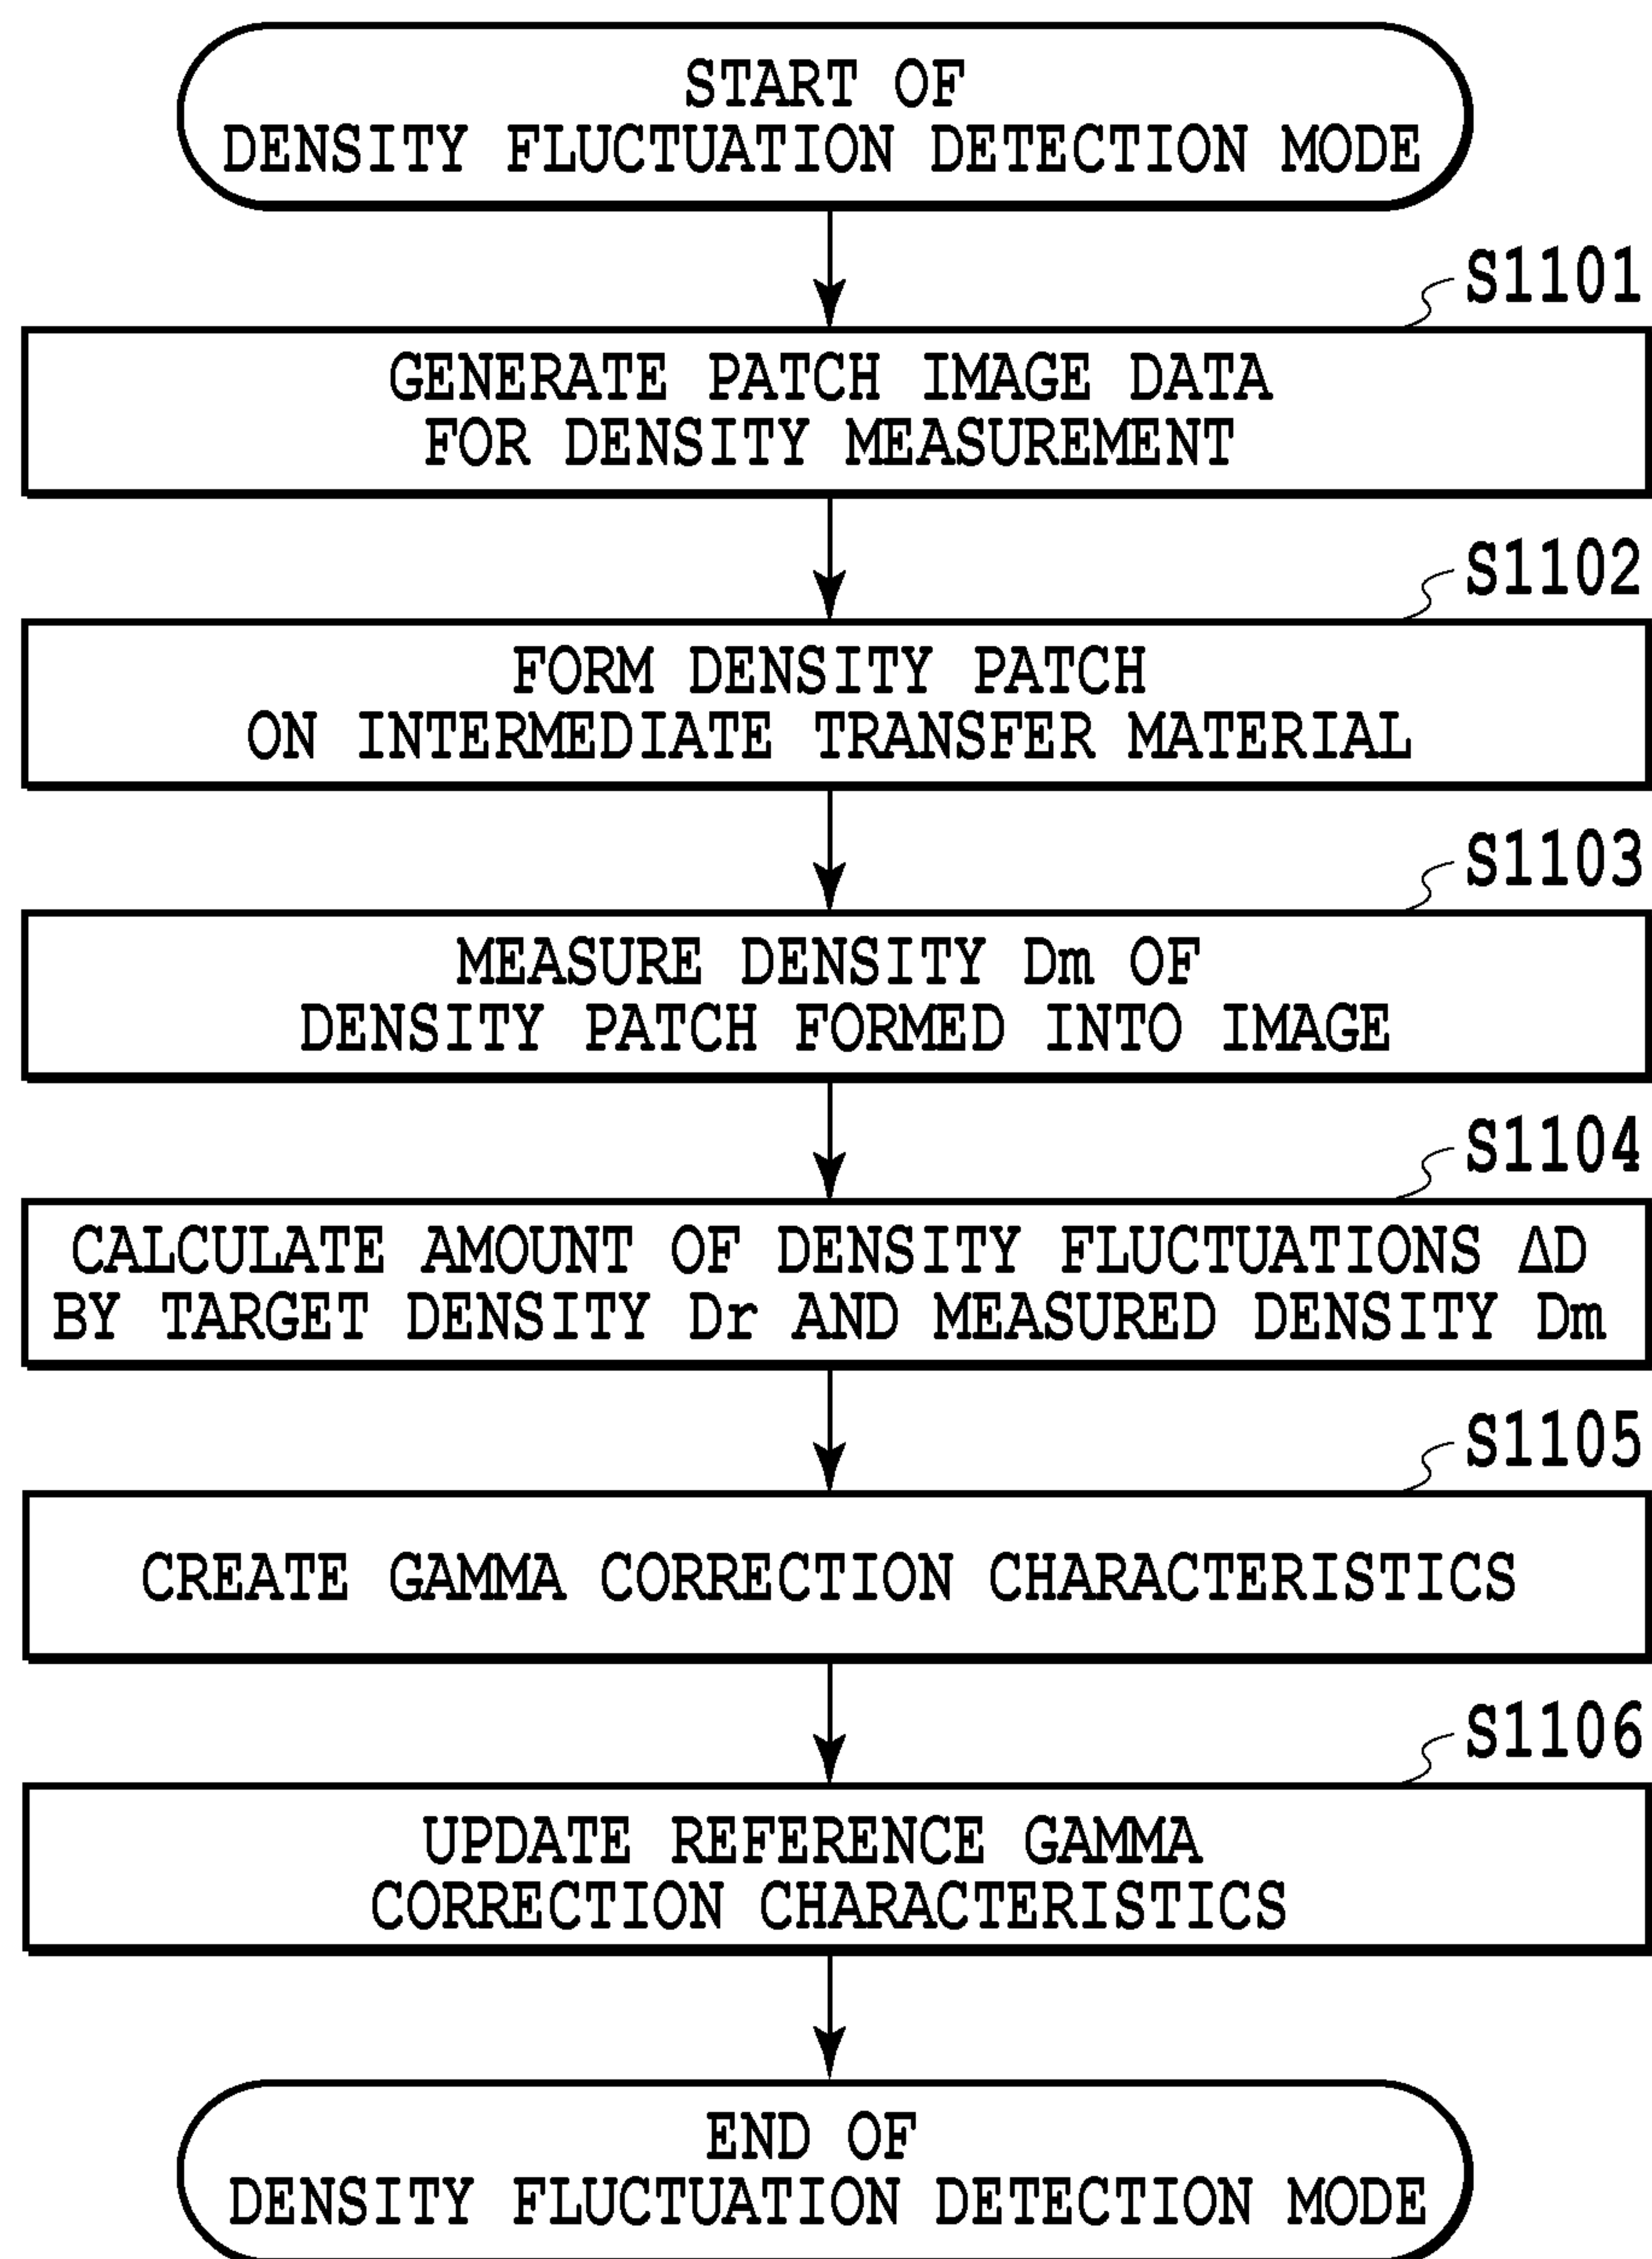 START OF
DENSITY FLUCTUATION DETECTION MODE
S1101
GENERATE PATCH IMAGE DATA
FOR DENSITY MEASUREMENT
S1102
FORM DENSITY PATCH
ON INTERMEDIATE TRANSFER MATERIAL
S1103
MEASURE DENSITY Dm OF
DENSITY PATCH FORMED INTO IMAGE
S1104
CALCULATE AMOUNT OF DENSITY FLUCTUATIONS ΔD
BY TARGET DENSITY Dr AND MEASURED DENSITY Dm
S1105
CREATE GAMMA CORRECTION CHARACTERISTICS
S1106
UPDATE REFERENCE GAMMA
CORRECTION CHARACTERISTICS
END OF
DENSITY FLUCTUATION DETECTION MODE